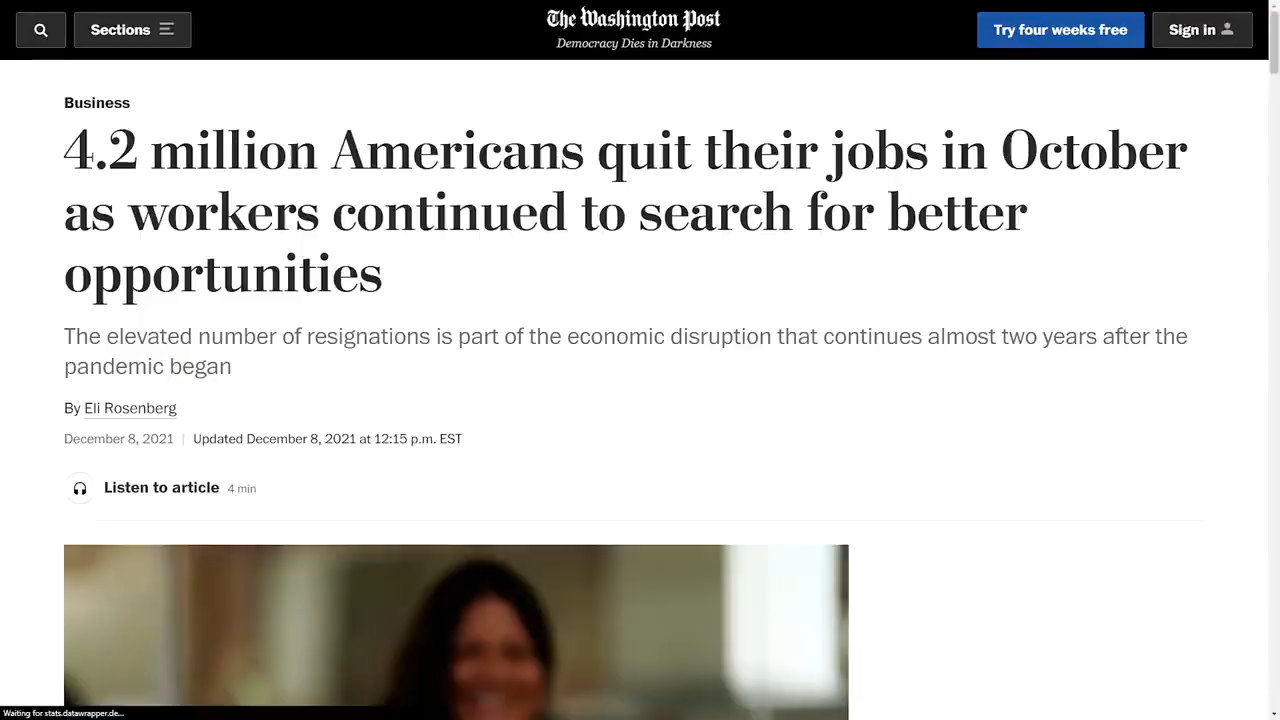 Sections
The Washington Post
Democracy Dies in Darkness
Try four weeks free
Sign in
Business
4.2 million Americans quit their jobs in October
as workers continued to search for better
opportunities
The elevated number of resignations is part of the economic disruption that continues almost two years after the
pandemic began
By Eli Rosenberg
December 8, 2021 | Updated December 8, 2021 at 12:15 p.m. EST
Listen to article 4 min
Waiting for stats.datawrapper.de...